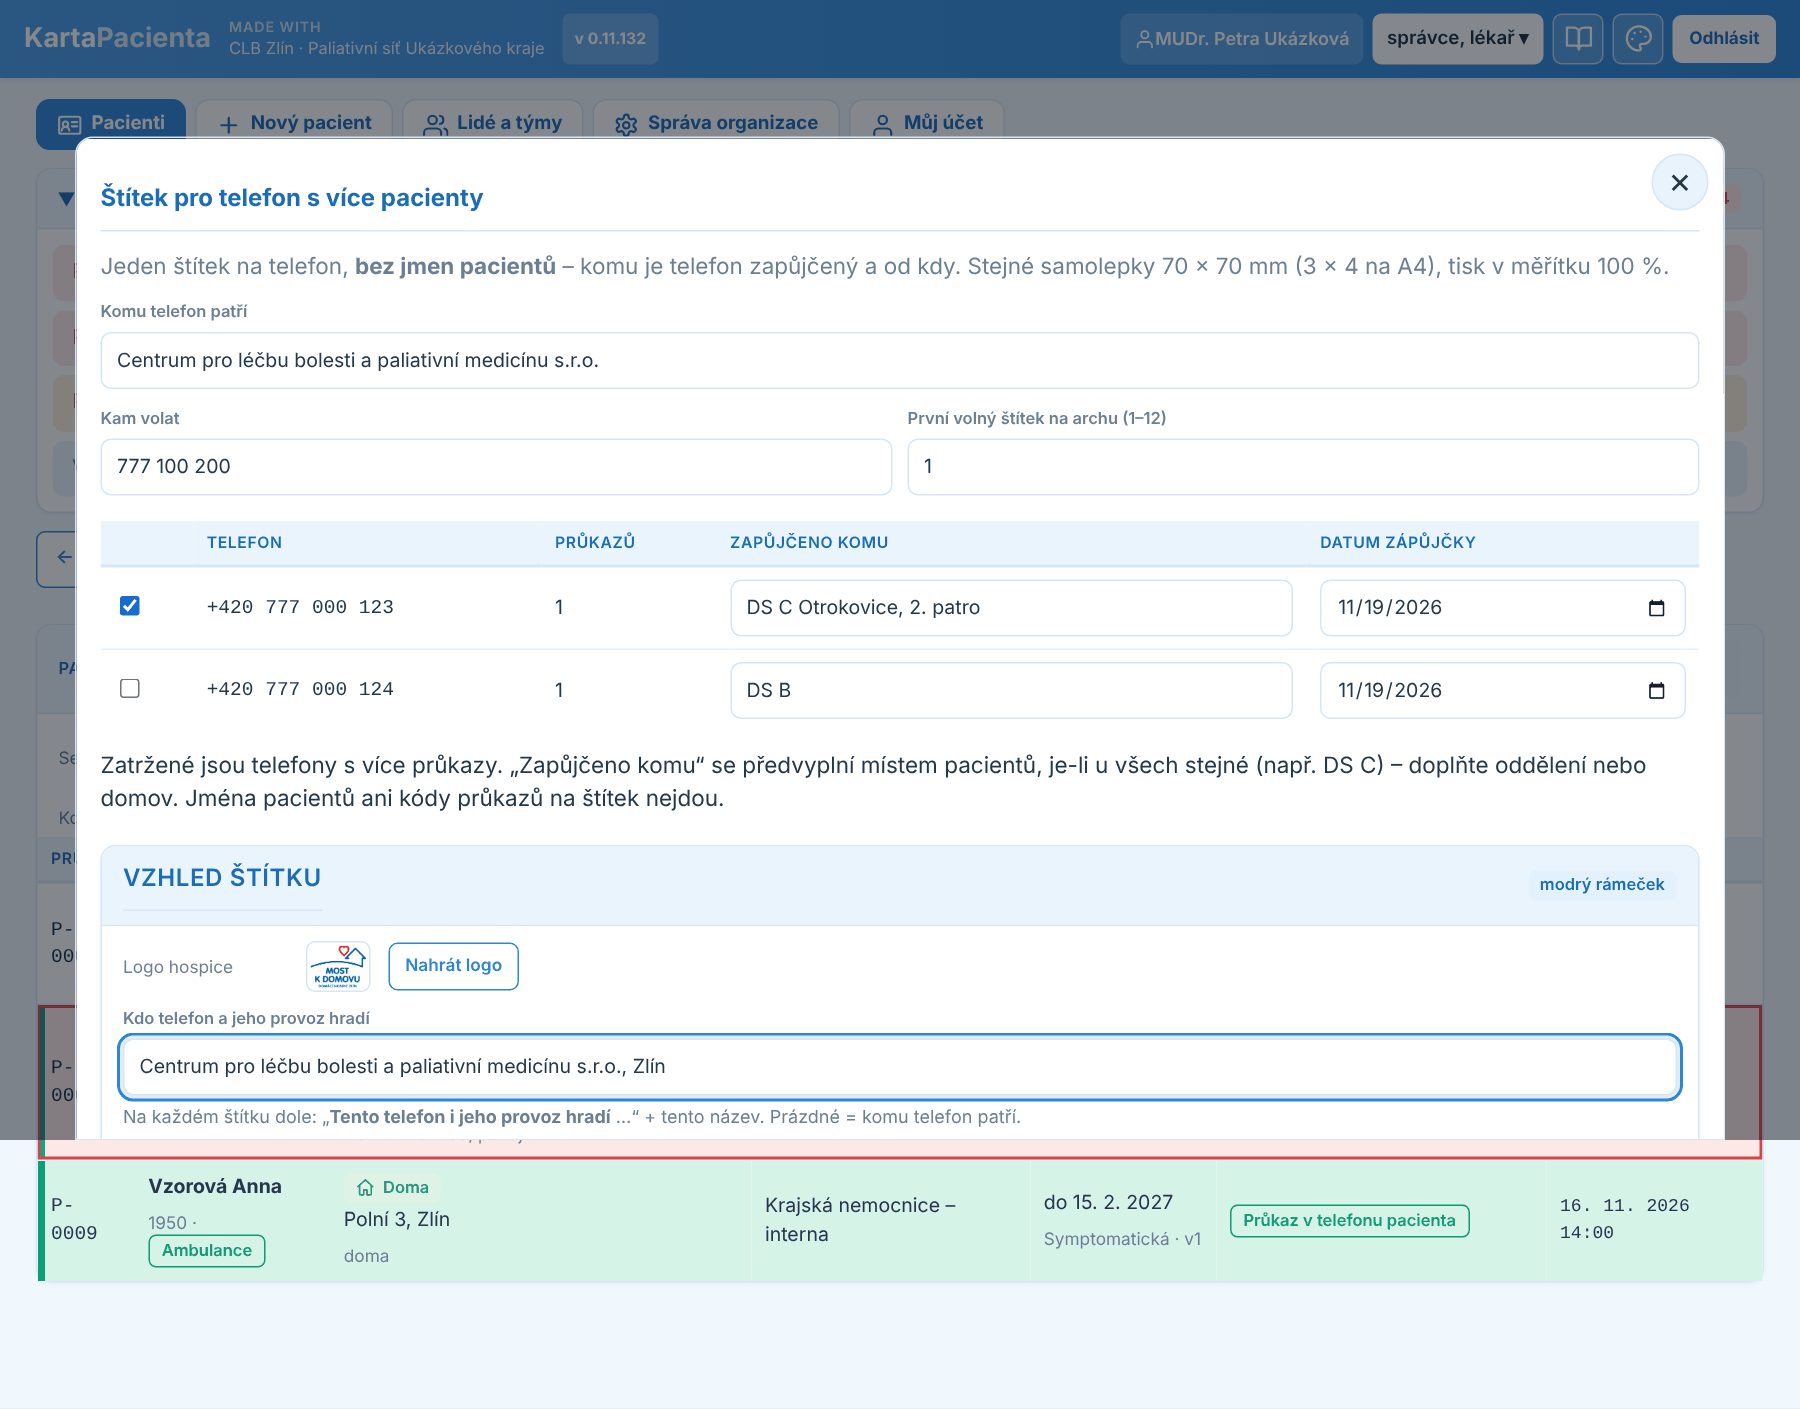 KartaPacienta
MADE WITH
CLB Zlín · Paliativní síť Ukázkového kraje
v 0.11.132
MUDr. Petra Ukázková
správce, lékař ▾
Odhlásit
Pacienti
Nový pacient
Lidé a týmy
Správa organizace
Můj účet
Štítek pro telefon s více pacienty
Jeden štítek na telefon, bez jmen pacientů – komu je telefon zapůjčený a od kdy. Stejné samolepky 70 × 70 mm (3 × 4 na A4), tisk v měřítku 100 %.
Komu telefon patří
Centrum pro léčbu bolesti a paliativní medicínu s.r.o.
Kam volat
První volný štítek na archu (1–12)
777 100 200
1
TELEFON PRŮKAZŮ ZAPŮJČENO KOMU DATUM ZÁPŮJČKY
+420 777 000 123 1 DS C Otrokovice, 2. patro 11/19/2026
+420 777 000 124 1 DS B 11/19/2026
Zatržené jsou telefony s více průkazy. „Zapůjčeno komu“ se předvyplní místem pacientů, je-li u všech stejné (např. DS C) – doplňte oddělení nebo
domov. Jména pacientů ani kódy průkazů na štítek nejdou.
VZHLED ŠTÍTKU
modrý rámeček
Logo hospice
MOST
K DOMOVU
DOMÁCÍ HOSPIC ZLÍN
Nahrát logo
Kdo telefon a jeho provoz hradí
Centrum pro léčbu bolesti a paliativní medicínu s.r.o., Zlín
Na každém štítku dole: „Tento telefon i jeho provoz hradí …“ + tento název. Prázdné = komu telefon patří.
P-
0009
Vzorová Anna
1950 ·
Ambulance
Doma
Polní 3, Zlín
doma
Krajská nemocnice –
interna
do 15. 2. 2027
Symptomatická · v1
Průkaz v telefonu pacienta
16. 11. 2026
14:00